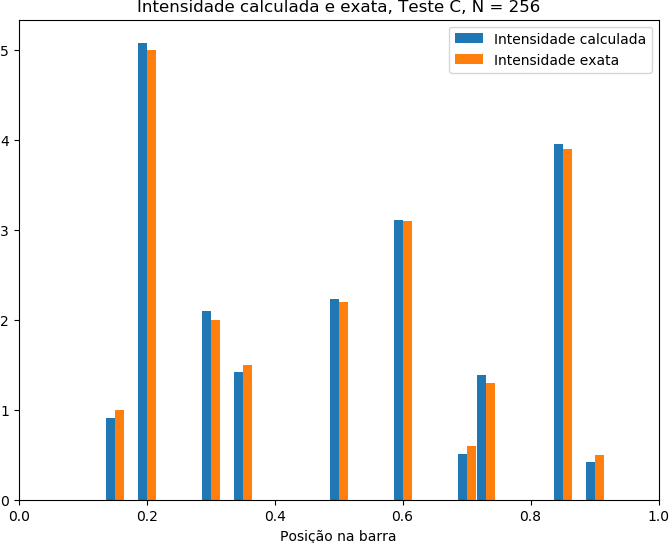 Intensidade calculada e exata, Teste C, N = 256
Intensidade calculada
Intensidade exata
5
4
3
2
1
0
0.0 0.2 0.4 0.6 0.8 1.0
Posição na barra